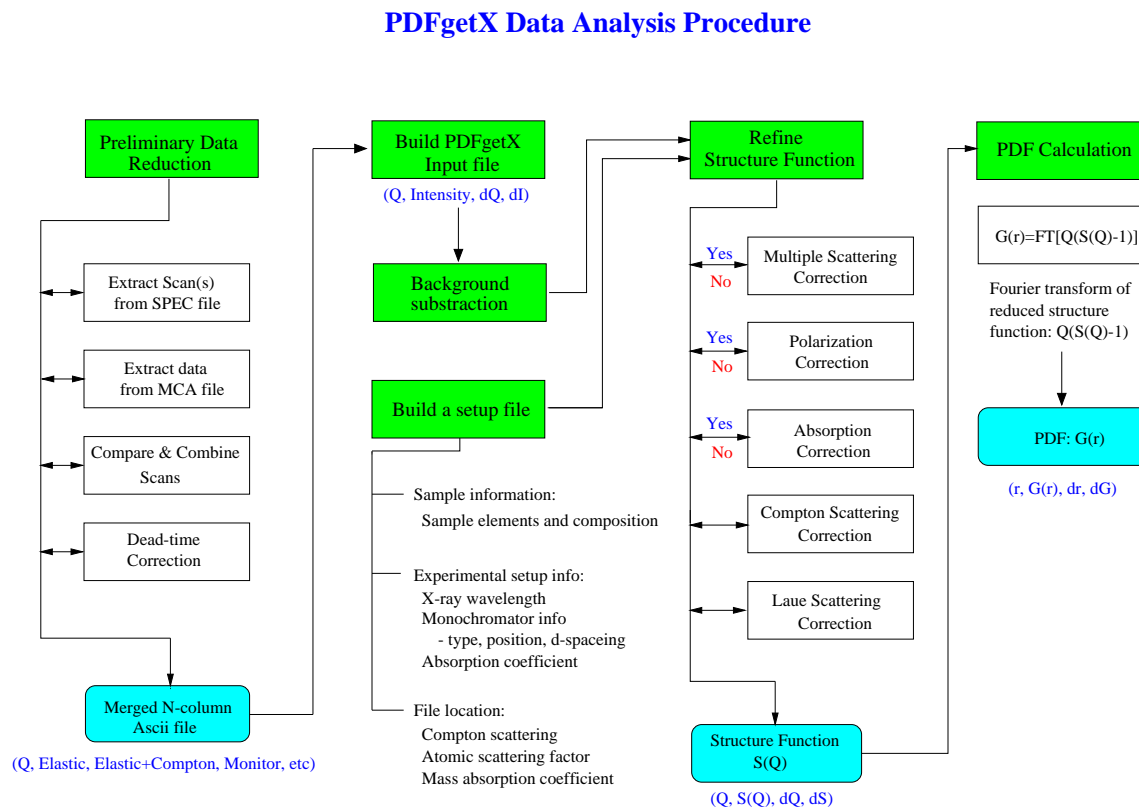 PDFgetX Data Analysis Procedure
Preliminary Data
Reduction
Extract Scan(s)
from SPEC file
Extract data
from MCA file
Compare & Combine
Scans
Dead-time
Correction
Merged N-column
Ascii file
(Q, Elastic, Elastic+Compton, Monitor, etc)
Build PDFgetX
Input file
(Q, Intensity, dQ, dI)
Background
substraction
Build a setup file
Sample information:
Sample elements and composition
Experimental setup info:
X-ray wavelength
Monochromator info
- type, position, d-spaceing
Absorption coefficient
File location:
Compton scattering
Atomic scattering factor
Mass absorption coefficient
Refine
Structure Function
Yes
No
Multiple Scattering
Correction
Yes
No
Polarization
Correction
Yes
No
Absorption
Correction
Compton Scattering
Correction
Laue Scattering
Correction
Structure Function
S(Q)
(Q, S(Q), dQ, dS)
PDF Calculation
G(r)=FT[Q(S(Q)-1)]
Fourier transform of
reduced structure
function: Q(S(Q)-1)
PDF: G(r)
(r, G(r), dr, dG)